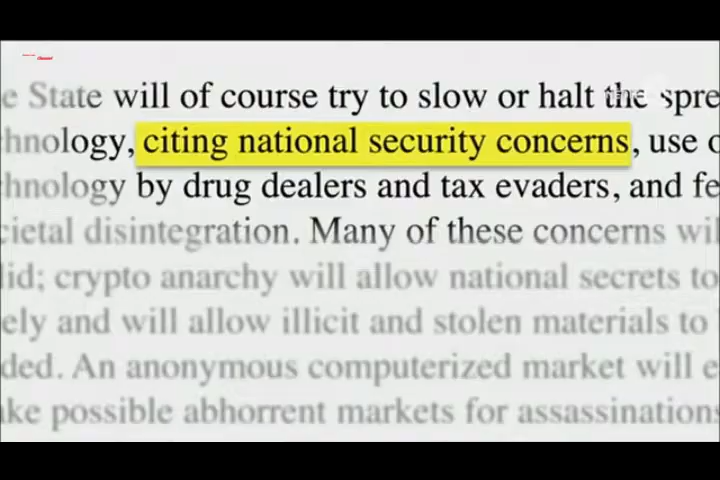 e State will of course try to slow or halt the spre
hnology, citing national security concerns, use o
hnology by drug dealers and tax evaders, and fe
cietal disintegration. Many of these concerns wil
lid; crypto anarchy will allow national secrets to
ely and will allow illicit and stolen materials to
ded. An anonymous computerized market will e
ke possible abhorrent markets for assassinations